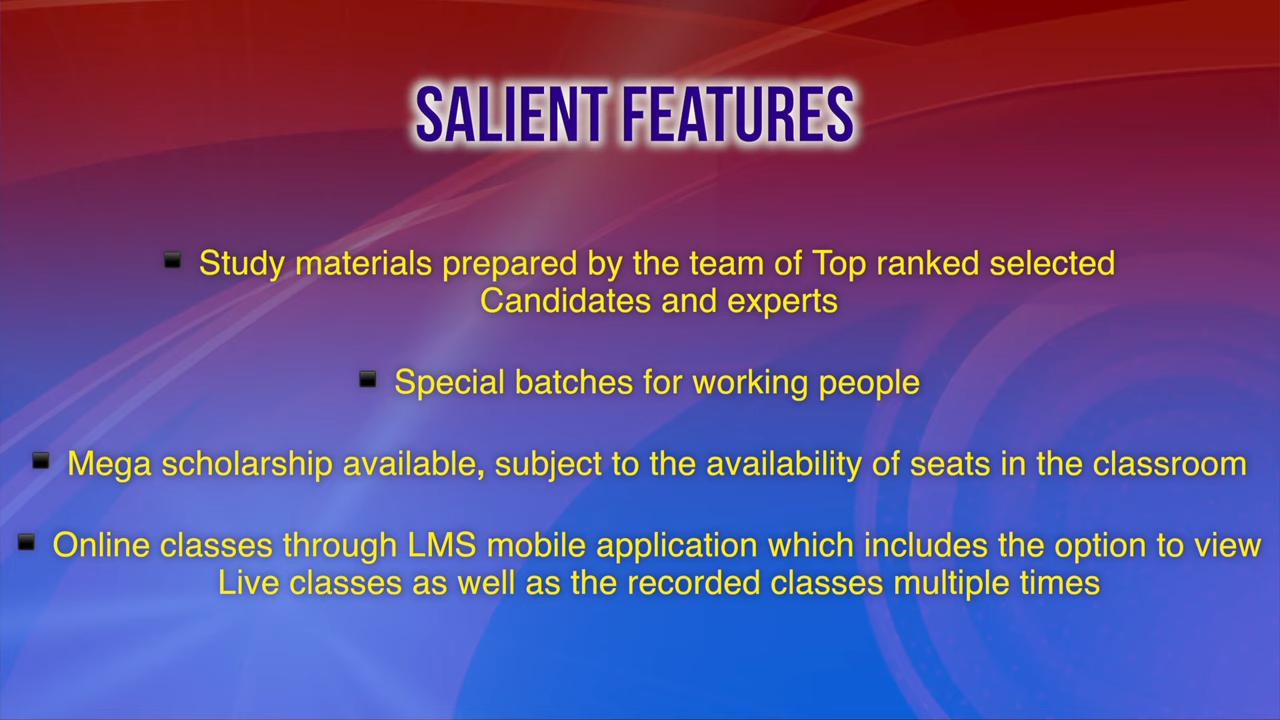 SALIENT FEATURES
▪ Study materials prepared by the team of Top ranked selected
Candidates and experts
▪ Special batches for working people
▪ Mega scholarship available, subject to the availability of seats in the classroom
▪ Online classes through LMS mobile application which includes the option to view
Live classes as well as the recorded classes multiple times